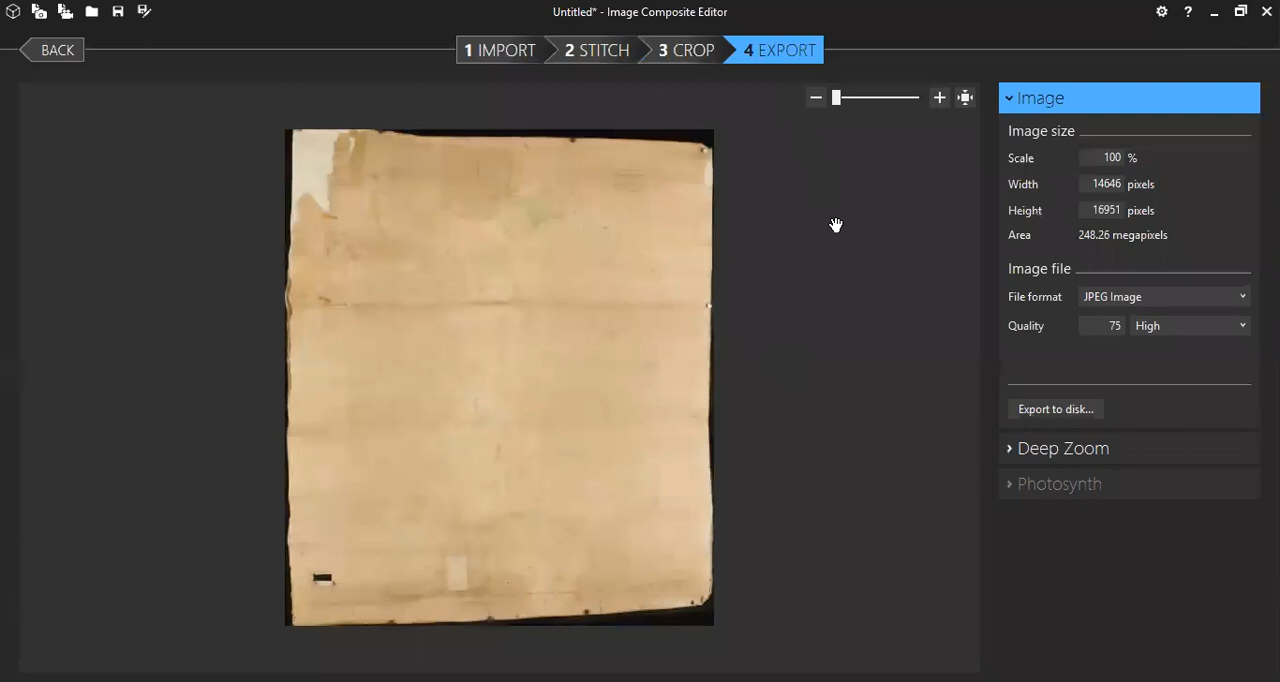 Untitled* - Image Composite Editor
?
BACK
1 IMPORT
2 STITCH
3 CROP
4 EXPORT
Image
Image size
Scale 100 %
Width 14646 pixels
Height 16951 pixels
Area 248.26 megapixels
Image file
File format JPEG Image
Quality 75 High
Export to disk...
Deep Zoom
Photosynth